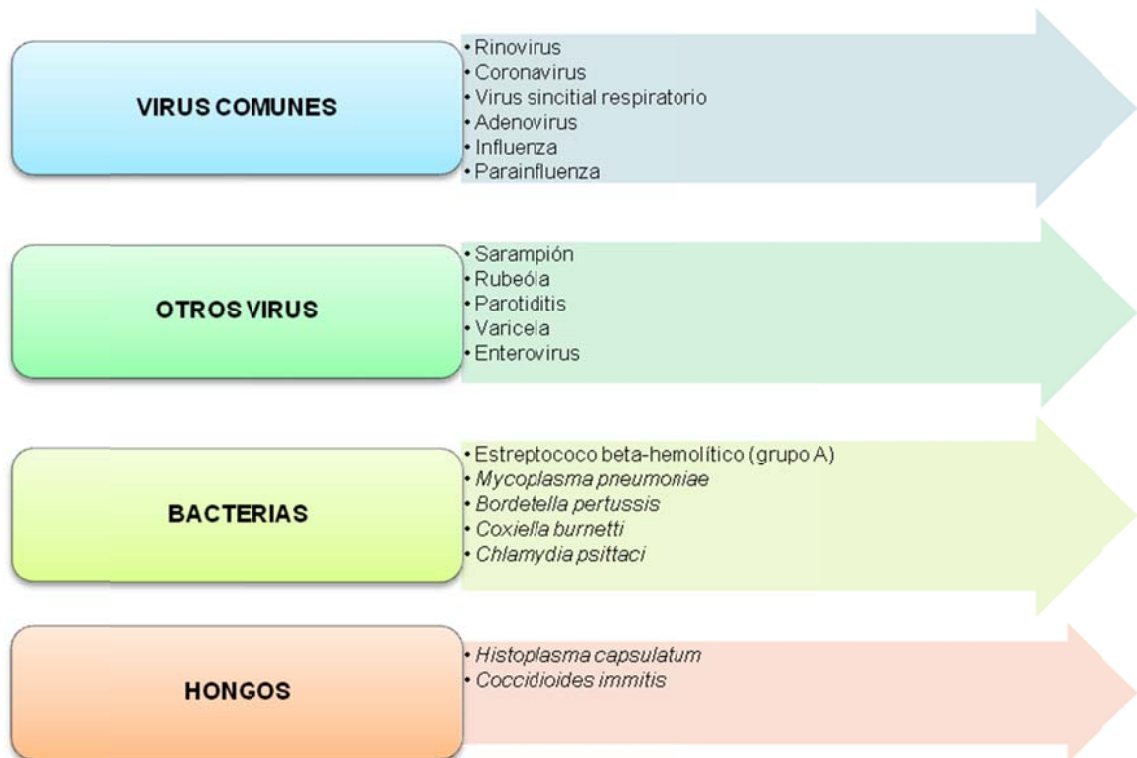 VIRUS COMUNES
• Rinovirus
• Coronavirus
• Virus sincitial respiratorio
• Adenovirus
• Influenza
• Parainfluenza
OTROS VIRUS
• Sarampión
• Rubeóla
• Parotiditis
• Varicela
• Enterovirus
BACTERIAS
• Estreptococo beta-hemolítico (grupo A)
• Mycoplasma pneumoniae
• Bordetella pertussis
• Coxiella burnetti
• Chlamydia psittaci
HONGOS
• Histoplasma capsulatum
• Coccidioides immitis